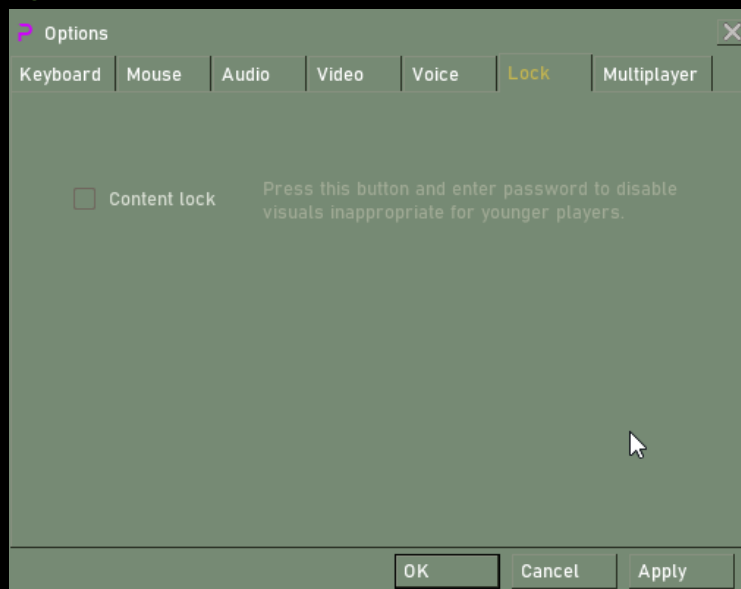 Options
Keyboard Mouse Audio Video Voice Lock Multiplayer
Content lock
Press this button and enter password to disable
visuals inappropriate for younger players.
OK Cancel Apply